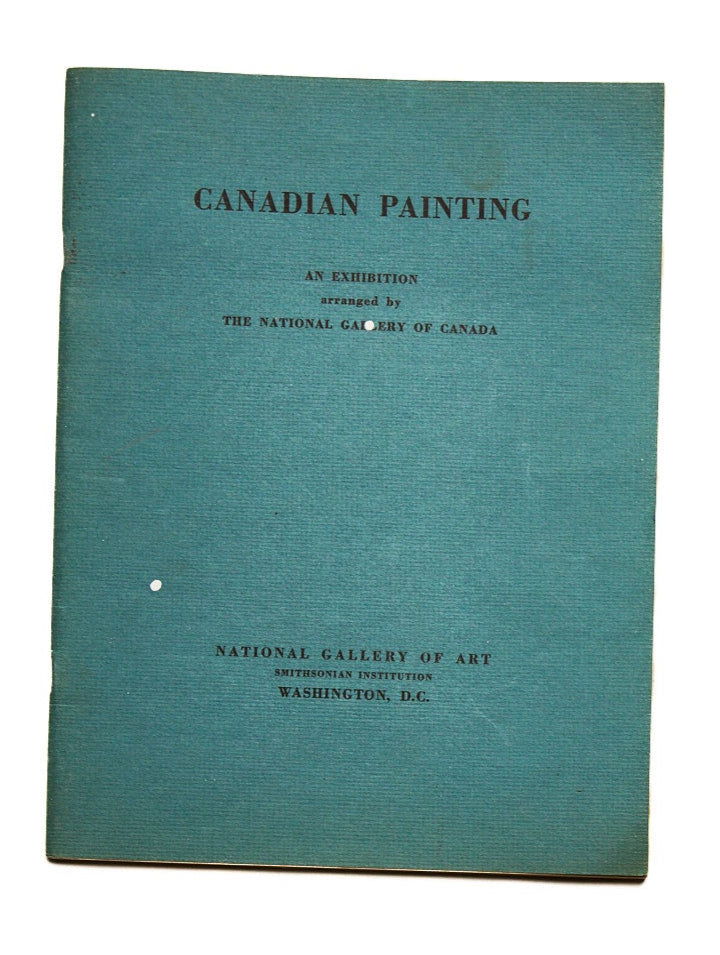 CANADIAN PAINTING
AN EXHIBITION
arranged by
THE NATIONAL GALLERY OF CANADA
NATIONAL GALLERY OF ART
SMITHSONIAN INSTITUTION
WASHINGTON, D.C.